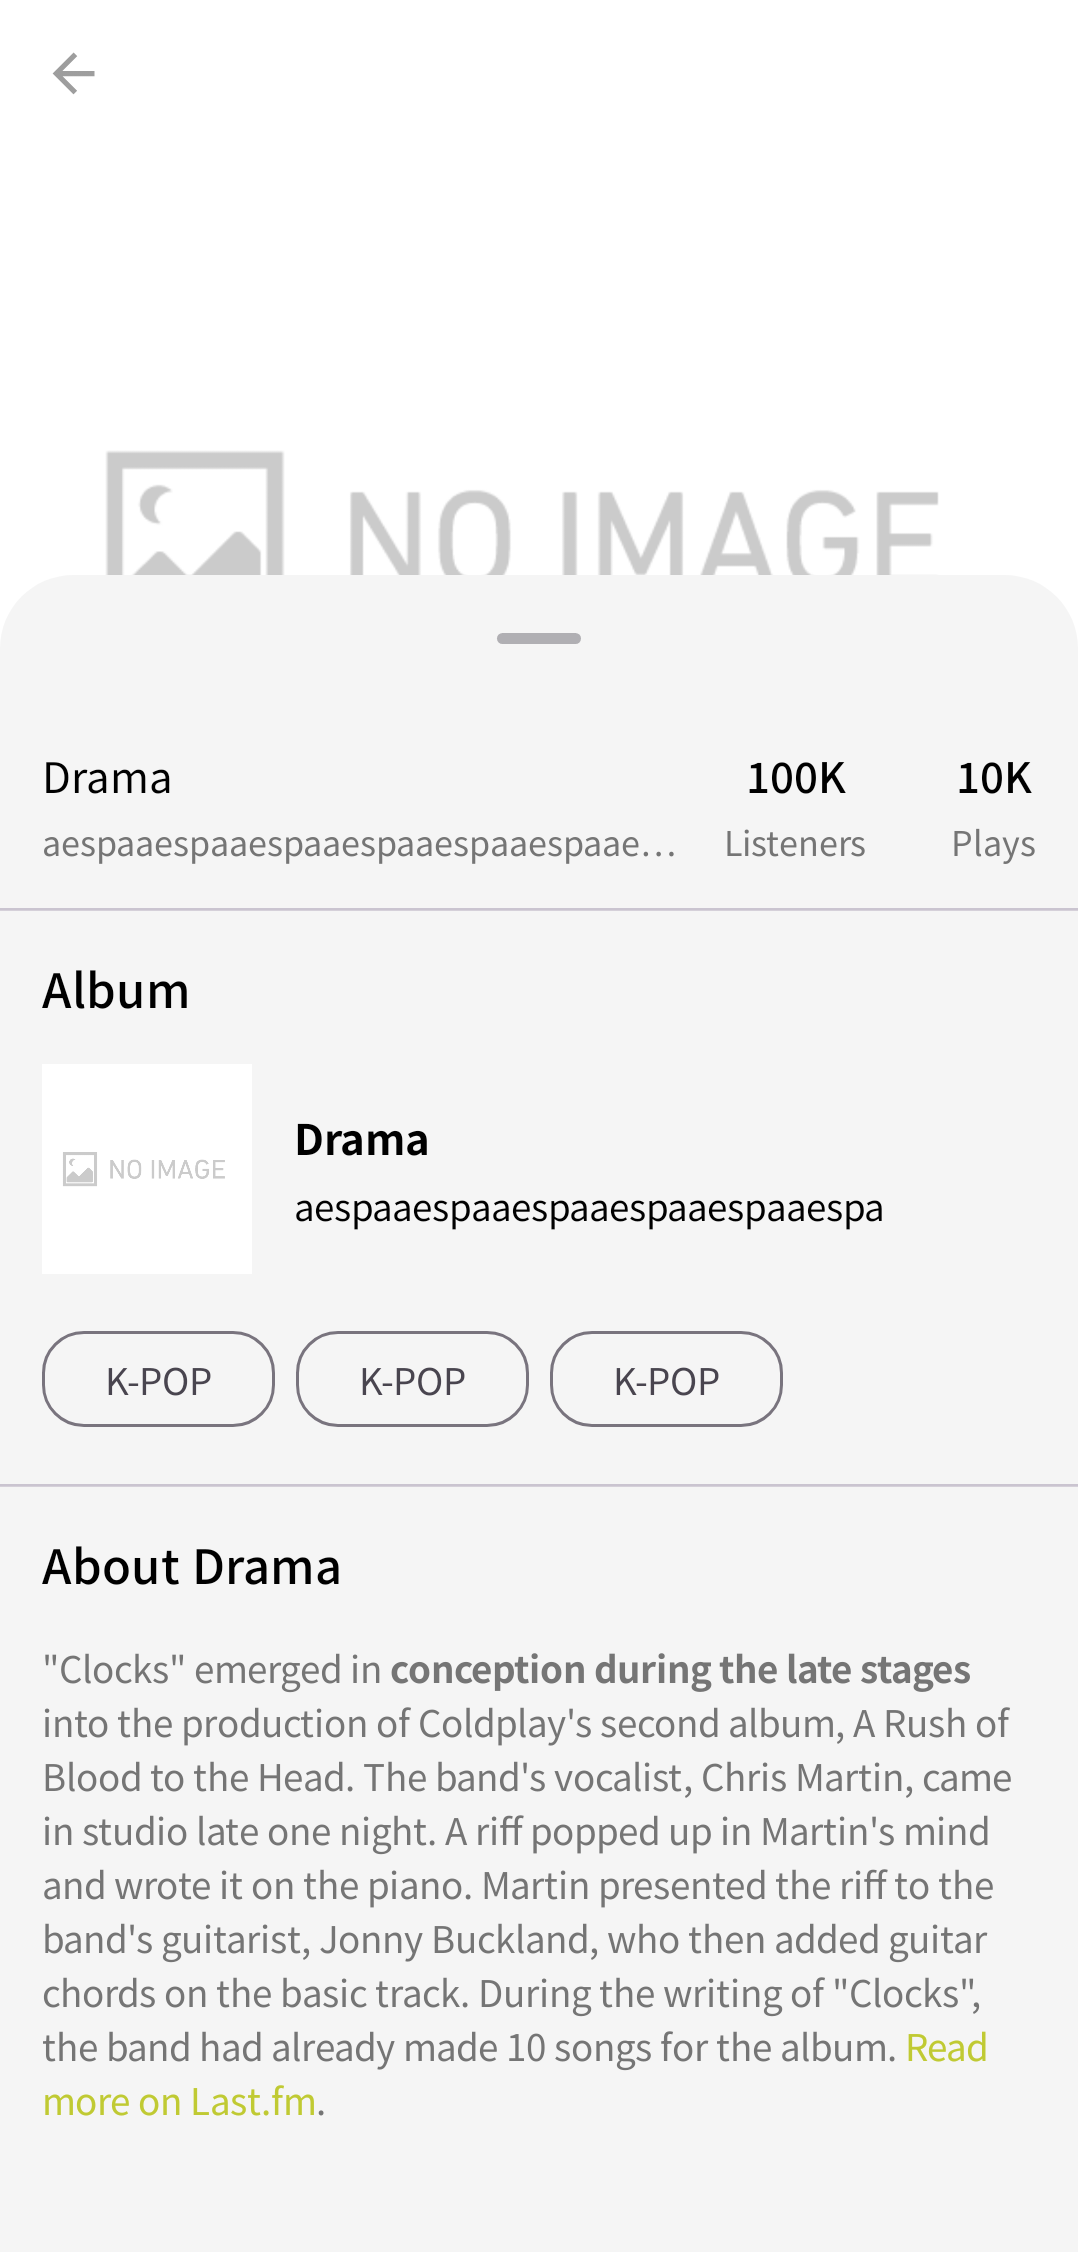 NO IMAGE
Drama
100K
10K
aespaaespaaespaaespaaespaaespaae…
Listeners
Plays
Album
NO IMAGE
Drama
aespaaespaaespaaespaaespaaespa
K-POP
K-POP
K-POP
About Drama
"Clocks" emerged in conception during the late stages
into the production of Coldplay's second album, A Rush of
Blood to the Head. The band's vocalist, Chris Martin, came
in studio late one night. A riff popped up in Martin's mind
and wrote it on the piano. Martin presented the riff to the
band's guitarist, Jonny Buckland, who then added guitar
chords on the basic track. During the writing of "Clocks",
the band had already made 10 songs for the album. Read
more on Last.fm.